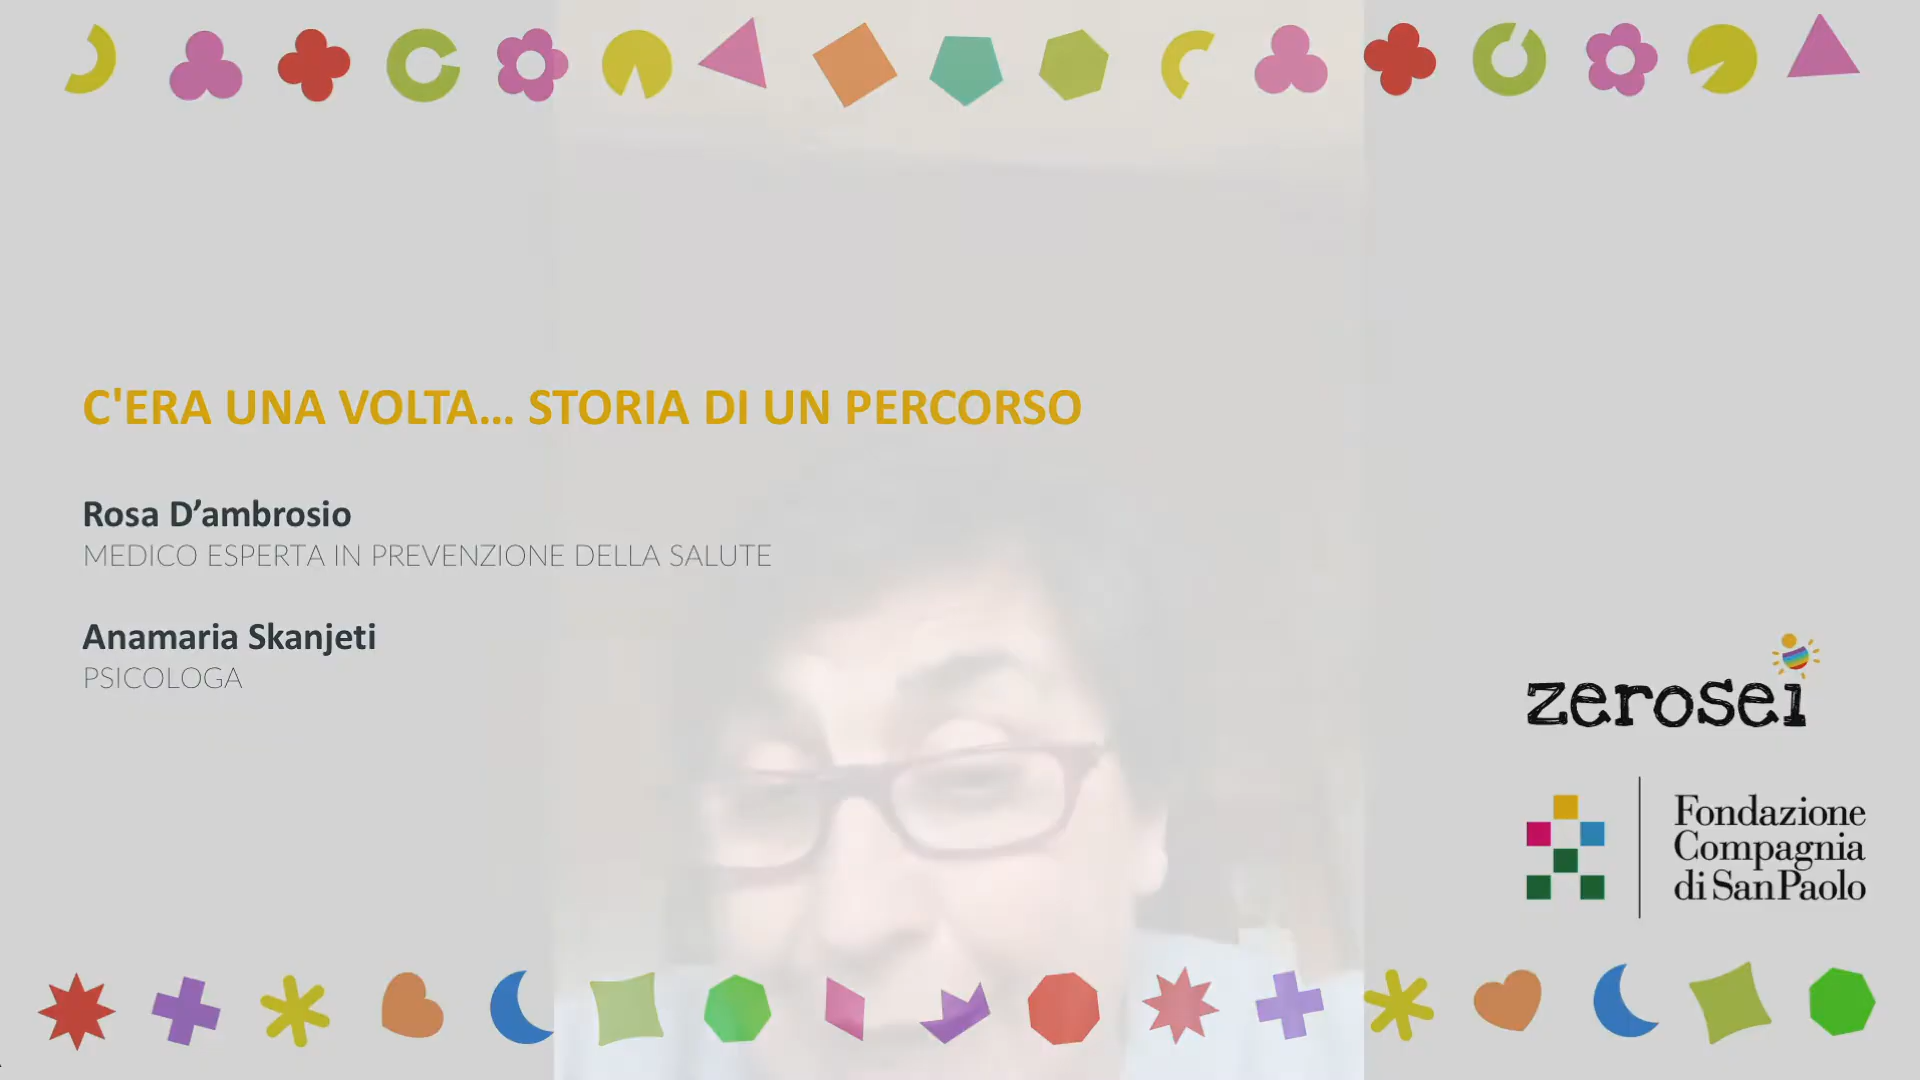 C'ERA UNA VOLTA... STORIA DI UN PERCORSO
Rosa D’ambrosio
MEDICO ESPERTA IN PREVENZIONE DELLA SALUTE
Anamaria Skanjeti
PSICOLOGA
zerosei
Fondazione
Compagnia
di San Paolo